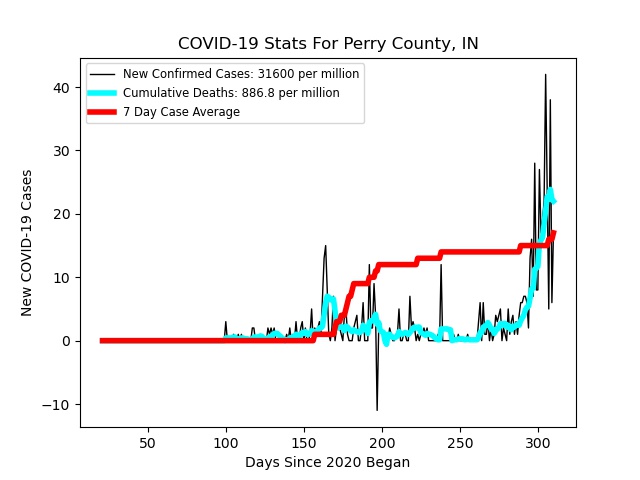 COVID-19 Stats For Perry County, IN
New Confirmed Cases: 31600 per million
Cumulative Deaths: 886.8 per million
7 Day Case Average
New COVID-19 Cases
40
30
20
10
0
−10
50 100 150 200 250 300
Days Since 2020 Began